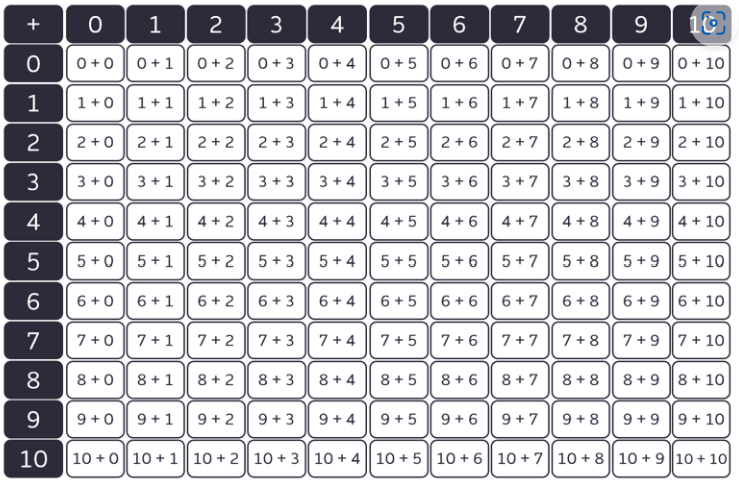 + 0 1 2 3 4 5 6 7 8 9 10
0 0 + 0 0 + 1 0 + 2 0 + 3 0 + 4 0 + 5 0 + 6 0 + 7 0 + 8 0 + 9 0 + 10
1 1 + 0 1 + 1 1 + 2 1 + 3 1 + 4 1 + 5 1 + 6 1 + 7 1 + 8 1 + 9 1 + 10
2 2 + 0 2 + 1 2 + 2 2 + 3 2 + 4 2 + 5 2 + 6 2 + 7 2 + 8 2 + 9 2 + 10
3 3 + 0 3 + 1 3 + 2 3 + 3 3 + 4 3 + 5 3 + 6 3 + 7 3 + 8 3 + 9 3 + 10
4 4 + 0 4 + 1 4 + 2 4 + 3 4 + 4 4 + 5 4 + 6 4 + 7 4 + 8 4 + 9 4 + 10
5 5 + 0 5 + 1 5 + 2 5 + 3 5 + 4 5 + 5 5 + 6 5 + 7 5 + 8 5 + 9 5 + 10
6 6 + 0 6 + 1 6 + 2 6 + 3 6 + 4 6 + 5 6 + 6 6 + 7 6 + 8 6 + 9 6 + 10
7 7 + 0 7 + 1 7 + 2 7 + 3 7 + 4 7 + 5 7 + 6 7 + 7 7 + 8 7 + 9 7 + 10
8 8 + 0 8 + 1 8 + 2 8 + 3 8 + 4 8 + 5 8 + 6 8 + 7 8 + 8 8 + 9 8 + 10
9 9 + 0 9 + 1 9 + 2 9 + 3 9 + 4 9 + 5 9 + 6 9 + 7 9 + 8 9 + 9 9 + 10
10 10 + 0 10 + 1 10 + 2 10 + 3 10 + 4 10 + 5 10 + 6 10 + 7 10 + 8 10 + 9 10 + 10